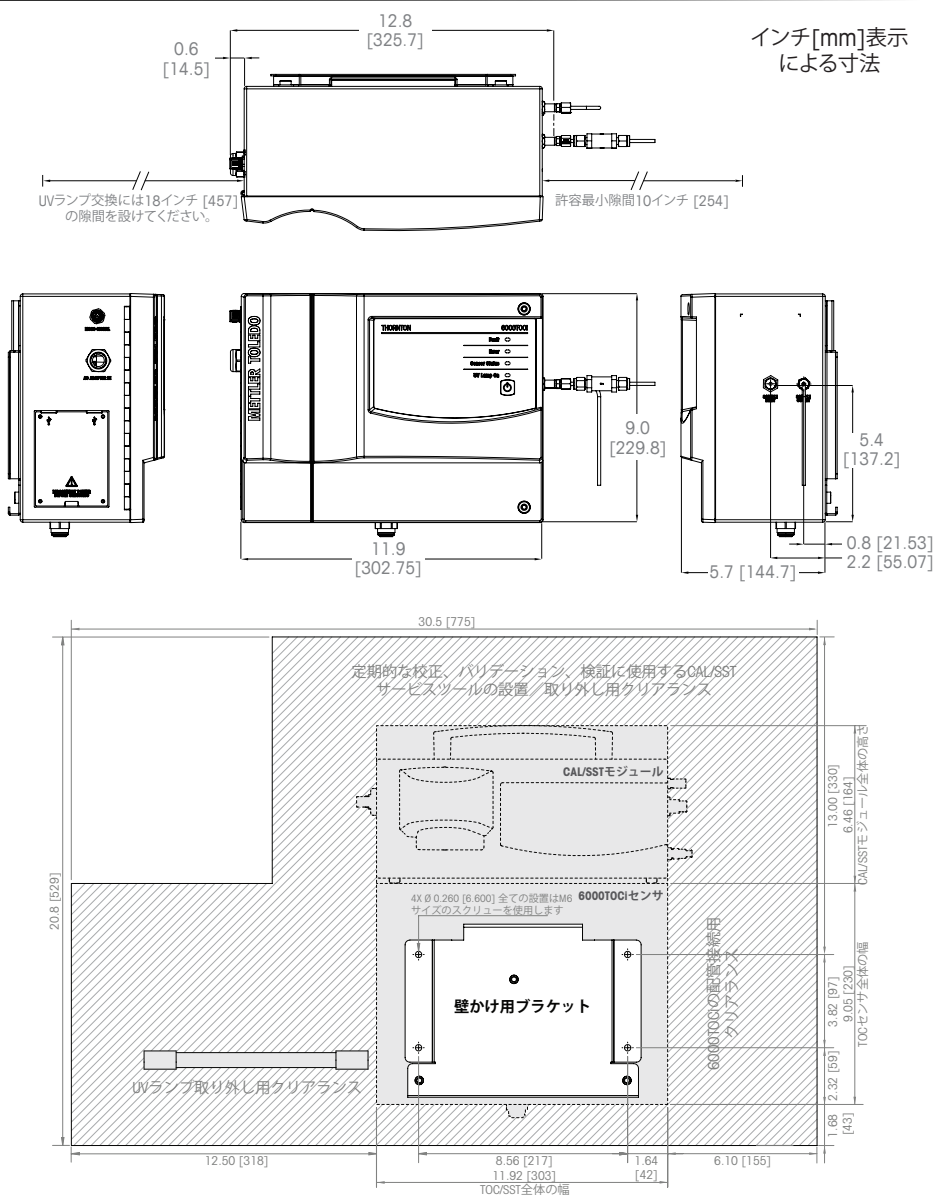 12.8
[325.7]
0.6
[14.5]
インチ[mm]表示
による寸法
UVランプ交換には18インチ [457]
の隙間を設けてください。
許容最小隙間10インチ [254]
METTLER TOLEDO
THORNTON 6000TOCi
Fault
Error
Sensor Status
UV Lamp On
9.0
[229.8]
11.9
[302.75]
5.4
[137.2]
0.8 [21.53]
2.2 [55.07]
5.7 [144.7]
30.5 [775]
定期的な校正、バリデーション、検証に使用するCAL/SST
サービスツールの設置／取り外し用クリアランス
CAL/SSTモジュール
13.00 [330]
6.46 [164]
CAL/SSTモジュール全体の高さ
20.8 [529]
4X Ø 0.260 [6.600] 全ての設置はM6
サイズのスクリューを使用します
6000TOCiセンサ
壁かけ用ブラケット
6000TOCiの配管接続用
クリアランス
3.82 [97]
9.05 [230]
TOCセンサ全体の幅
2.32 [59]
1.68
[43]
UVランプ取り外し用クリアランス
12.50 [318]
8.56 [217]
1.64
[42]
6.10 [155]
11.92 [303]
TOC/SST全体の幅